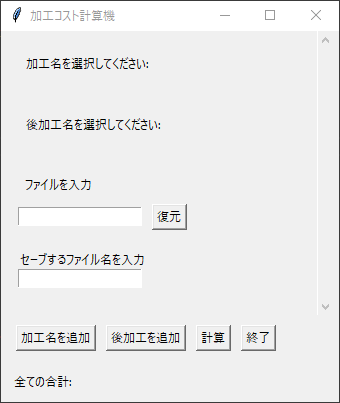 加工コスト計算機
加工名を選択してください:
後加工名を選択してください:
ファイルを入力
復元
セーブするファイル名を入力
加工名を追加 後加工を追加 計算 終了
全ての合計: